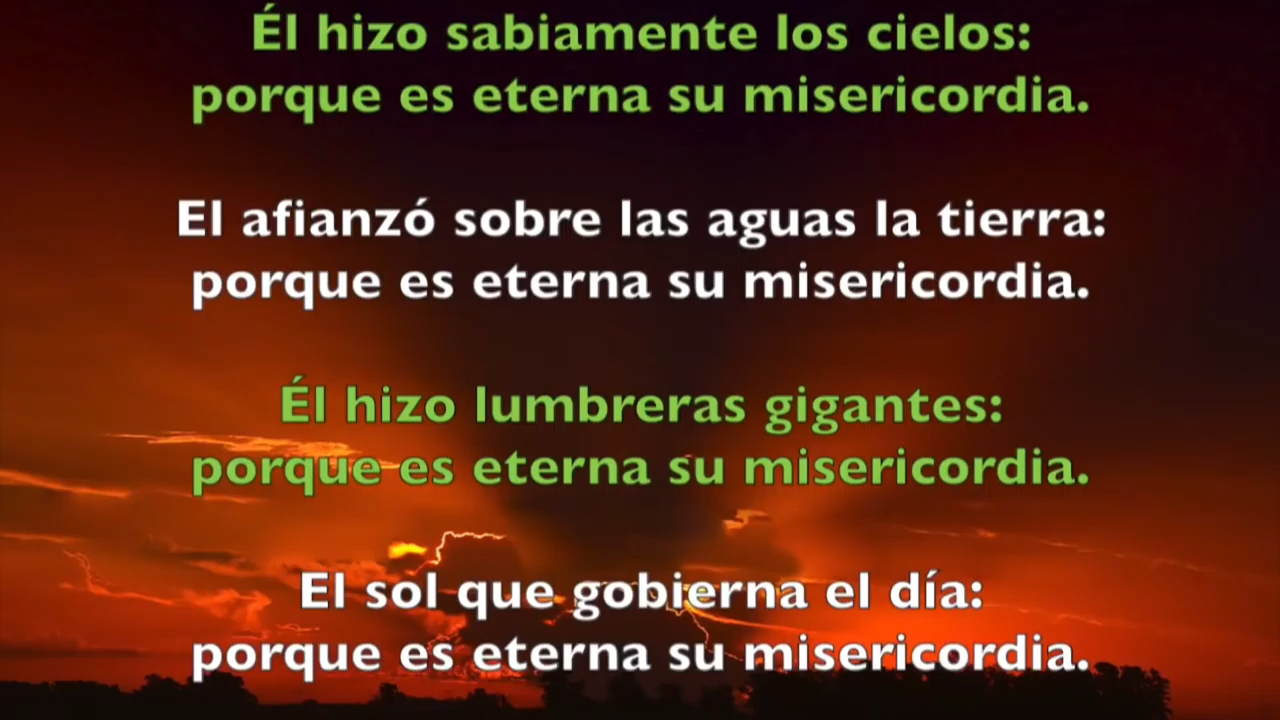 Él hizo sabiamente los cielos:
porque es eterna su misericordia.
El afianzó sobre las aguas la tierra:
porque es eterna su misericordia.
Él hizo lumbreras gigantes:
porque es eterna su misericordia.
El sol que gobierna el día:
porque es eterna su misericordia.